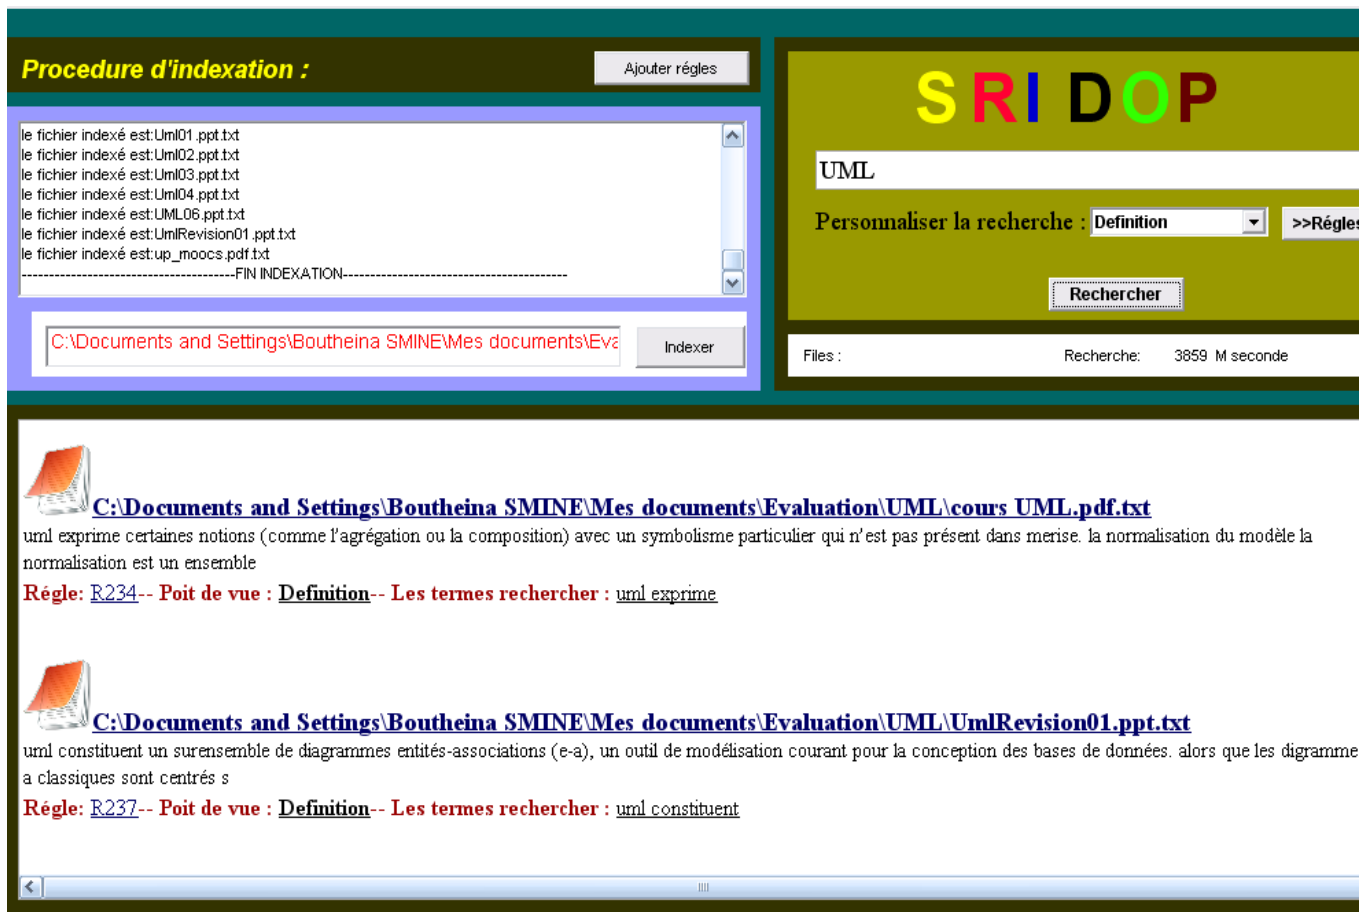 Procedure d'indexation :
Ajouter régles
le fichier indexé est:Uml01.ppt.txt
le fichier indexé est:Uml02.ppt.txt
le fichier indexé est:Uml03.ppt.txt
le fichier indexé est:Uml04.ppt.txt
le fichier indexé est:UML06.ppt.txt
le fichier indexé est:UmlRevision01.ppt.txt
le fichier indexé est:up_moocs.pdf.txt
--------------------------------------FIN INDEXATION----------------------------------------
C:\Documents and Settings\Boutheina SMINE\Mes documents\Eva
Indexer
SRI DOP
UML
Personnaliser la recherche : Definition >>Régles
Rechercher
Files : Recherche: 3859 M seconde
C:\Documents and Settings\Boutheina SMINE\Mes documents\Evaluation\UML\cours UML.pdf.txt
uml exprime certaines notions (comme l'agrégation ou la composition) avec un symbolisme particulier qui n'est pas présent dans merise. la normalisation du modèle la
normalisation est un ensemble
Régle: R234-- Poit de vue : Definition-- Les termes rechercher : uml exprime
C:\Documents and Settings\Boutheina SMINE\Mes documents\Evaluation\UML\UmlRevision01.ppt.txt
uml constituent un surensemble de diagrammes entités-associations (e-a), un outil de modélisation courant pour la conception des bases de données. alors que les digramme
a classiques sont centrés s
Régle: R237-- Poit de vue : Definition-- Les termes rechercher : uml constituent